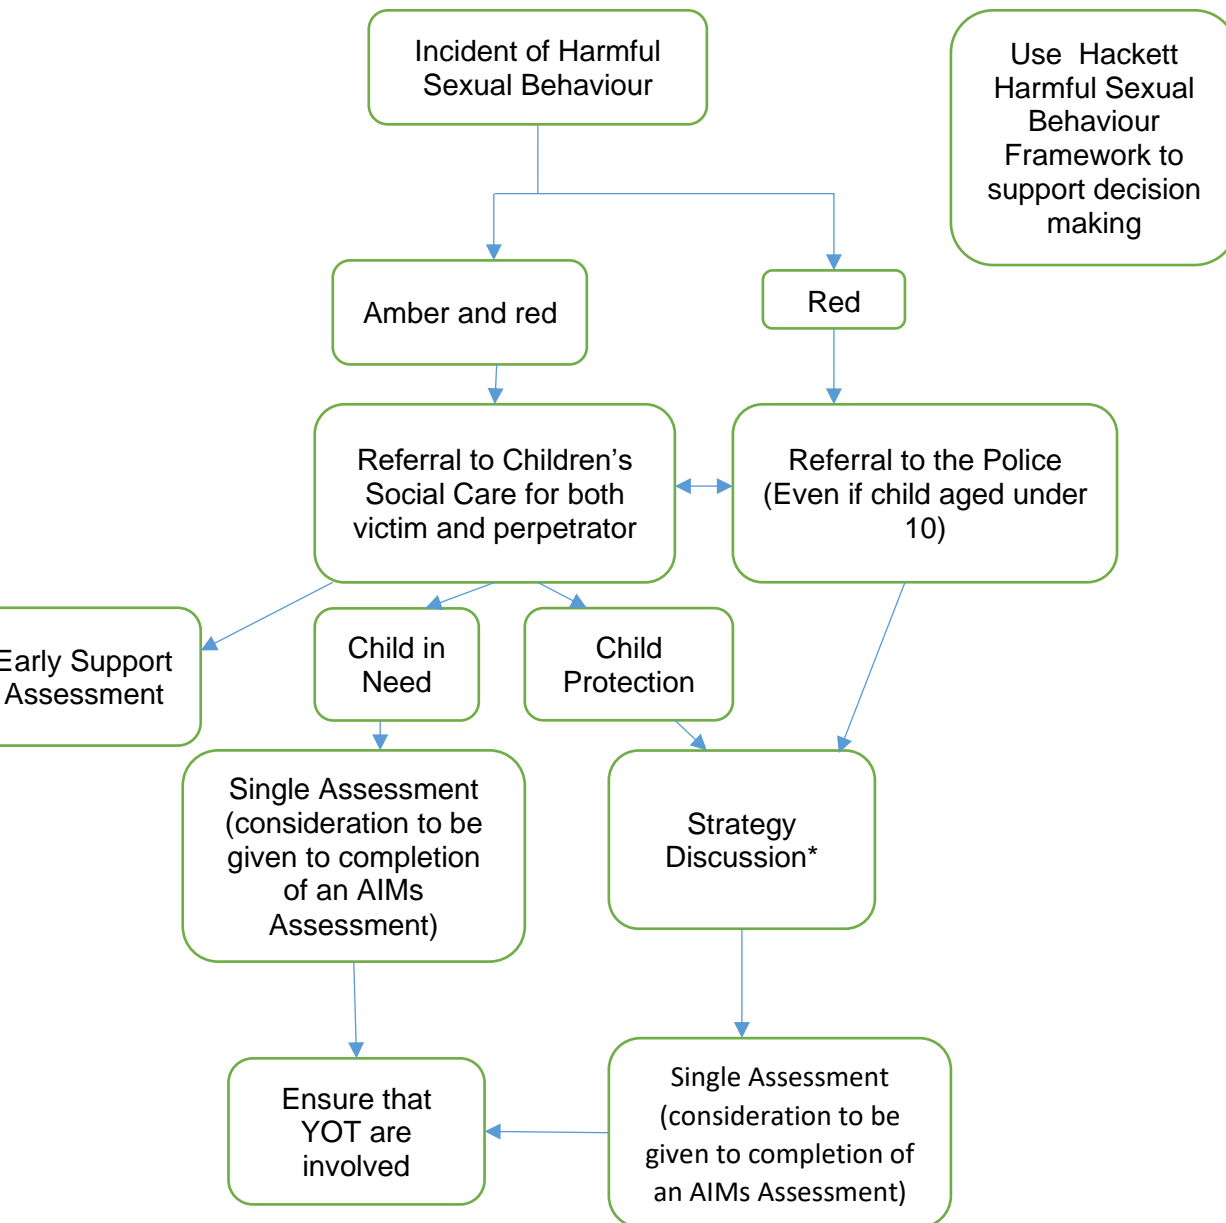 Incident of Harmful
Sexual Behaviour
Use Hackett
Harmful Sexual
Behaviour
Framework to
support decision
making
Amber and red
Red
Referral to Children’s
Social Care for both
victim and perpetrator
Referral to the Police
(Even if child aged under
10)
Early Support
Assessment
Child in
Need
Child
Protection
Single Assessment
(consideration to be
given to completion
of an AIMs
Assessment)
Strategy
Discussion*
Ensure that
YOT are
involved
Single Assessment
(consideration to be
given to completion of
an AIMs Assessment)